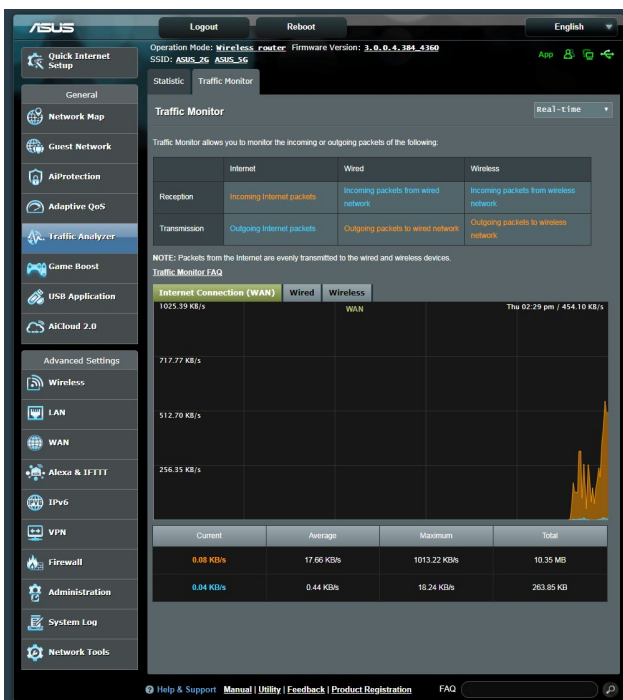 ASUS
Logout
Reboot
English
Quick Internet
Setup
Operation Mode: Wireless router Firmware Version: 3.0.0.4.384_4360
SSID: ASUS_2G ASUS_5G
App
Statistic
Traffic Monitor
General
Network Map
Guest Network
AiProtection
Adaptive QoS
Traffic Analyzer
Game Boost
USB Application
AiCloud 2.0
Advanced Settings
Wireless
LAN
WAN
Alexa & IFTTT
IPv6
VPN
Firewall
Administration
System Log
Network Tools
Traffic Monitor
Real-time
Traffic Monitor allows you to monitor the incoming or outgoing packets of the following:
Internet Wired Wireless
Reception
Incoming Internet packets
Incoming packets from wired
network
Incoming packets from wireless
network
Transmission
Outgoing Internet packets
Outgoing packets to wired network
Outgoing packets to wireless
network
NOTE: Packets from the Internet are evenly transmitted to the wired and wireless devices.
Traffic Monitor FAQ
Internet Connection (WAN) Wired Wireless
1025.39 KB/s
WAN
Thu 02:29 pm / 454.10 KB/s
717.77 KB/s
512.70 KB/s
256.35 KB/s
Current Average Maximum Total
0.08 KB/s 17.66 KB/s 1013.22 KB/s 10.35 MB
0.04 KB/s 0.44 KB/s 18.24 KB/s 263.85 KB
Help & Support Manual | Utility | Feedback | Product Registration FAQ